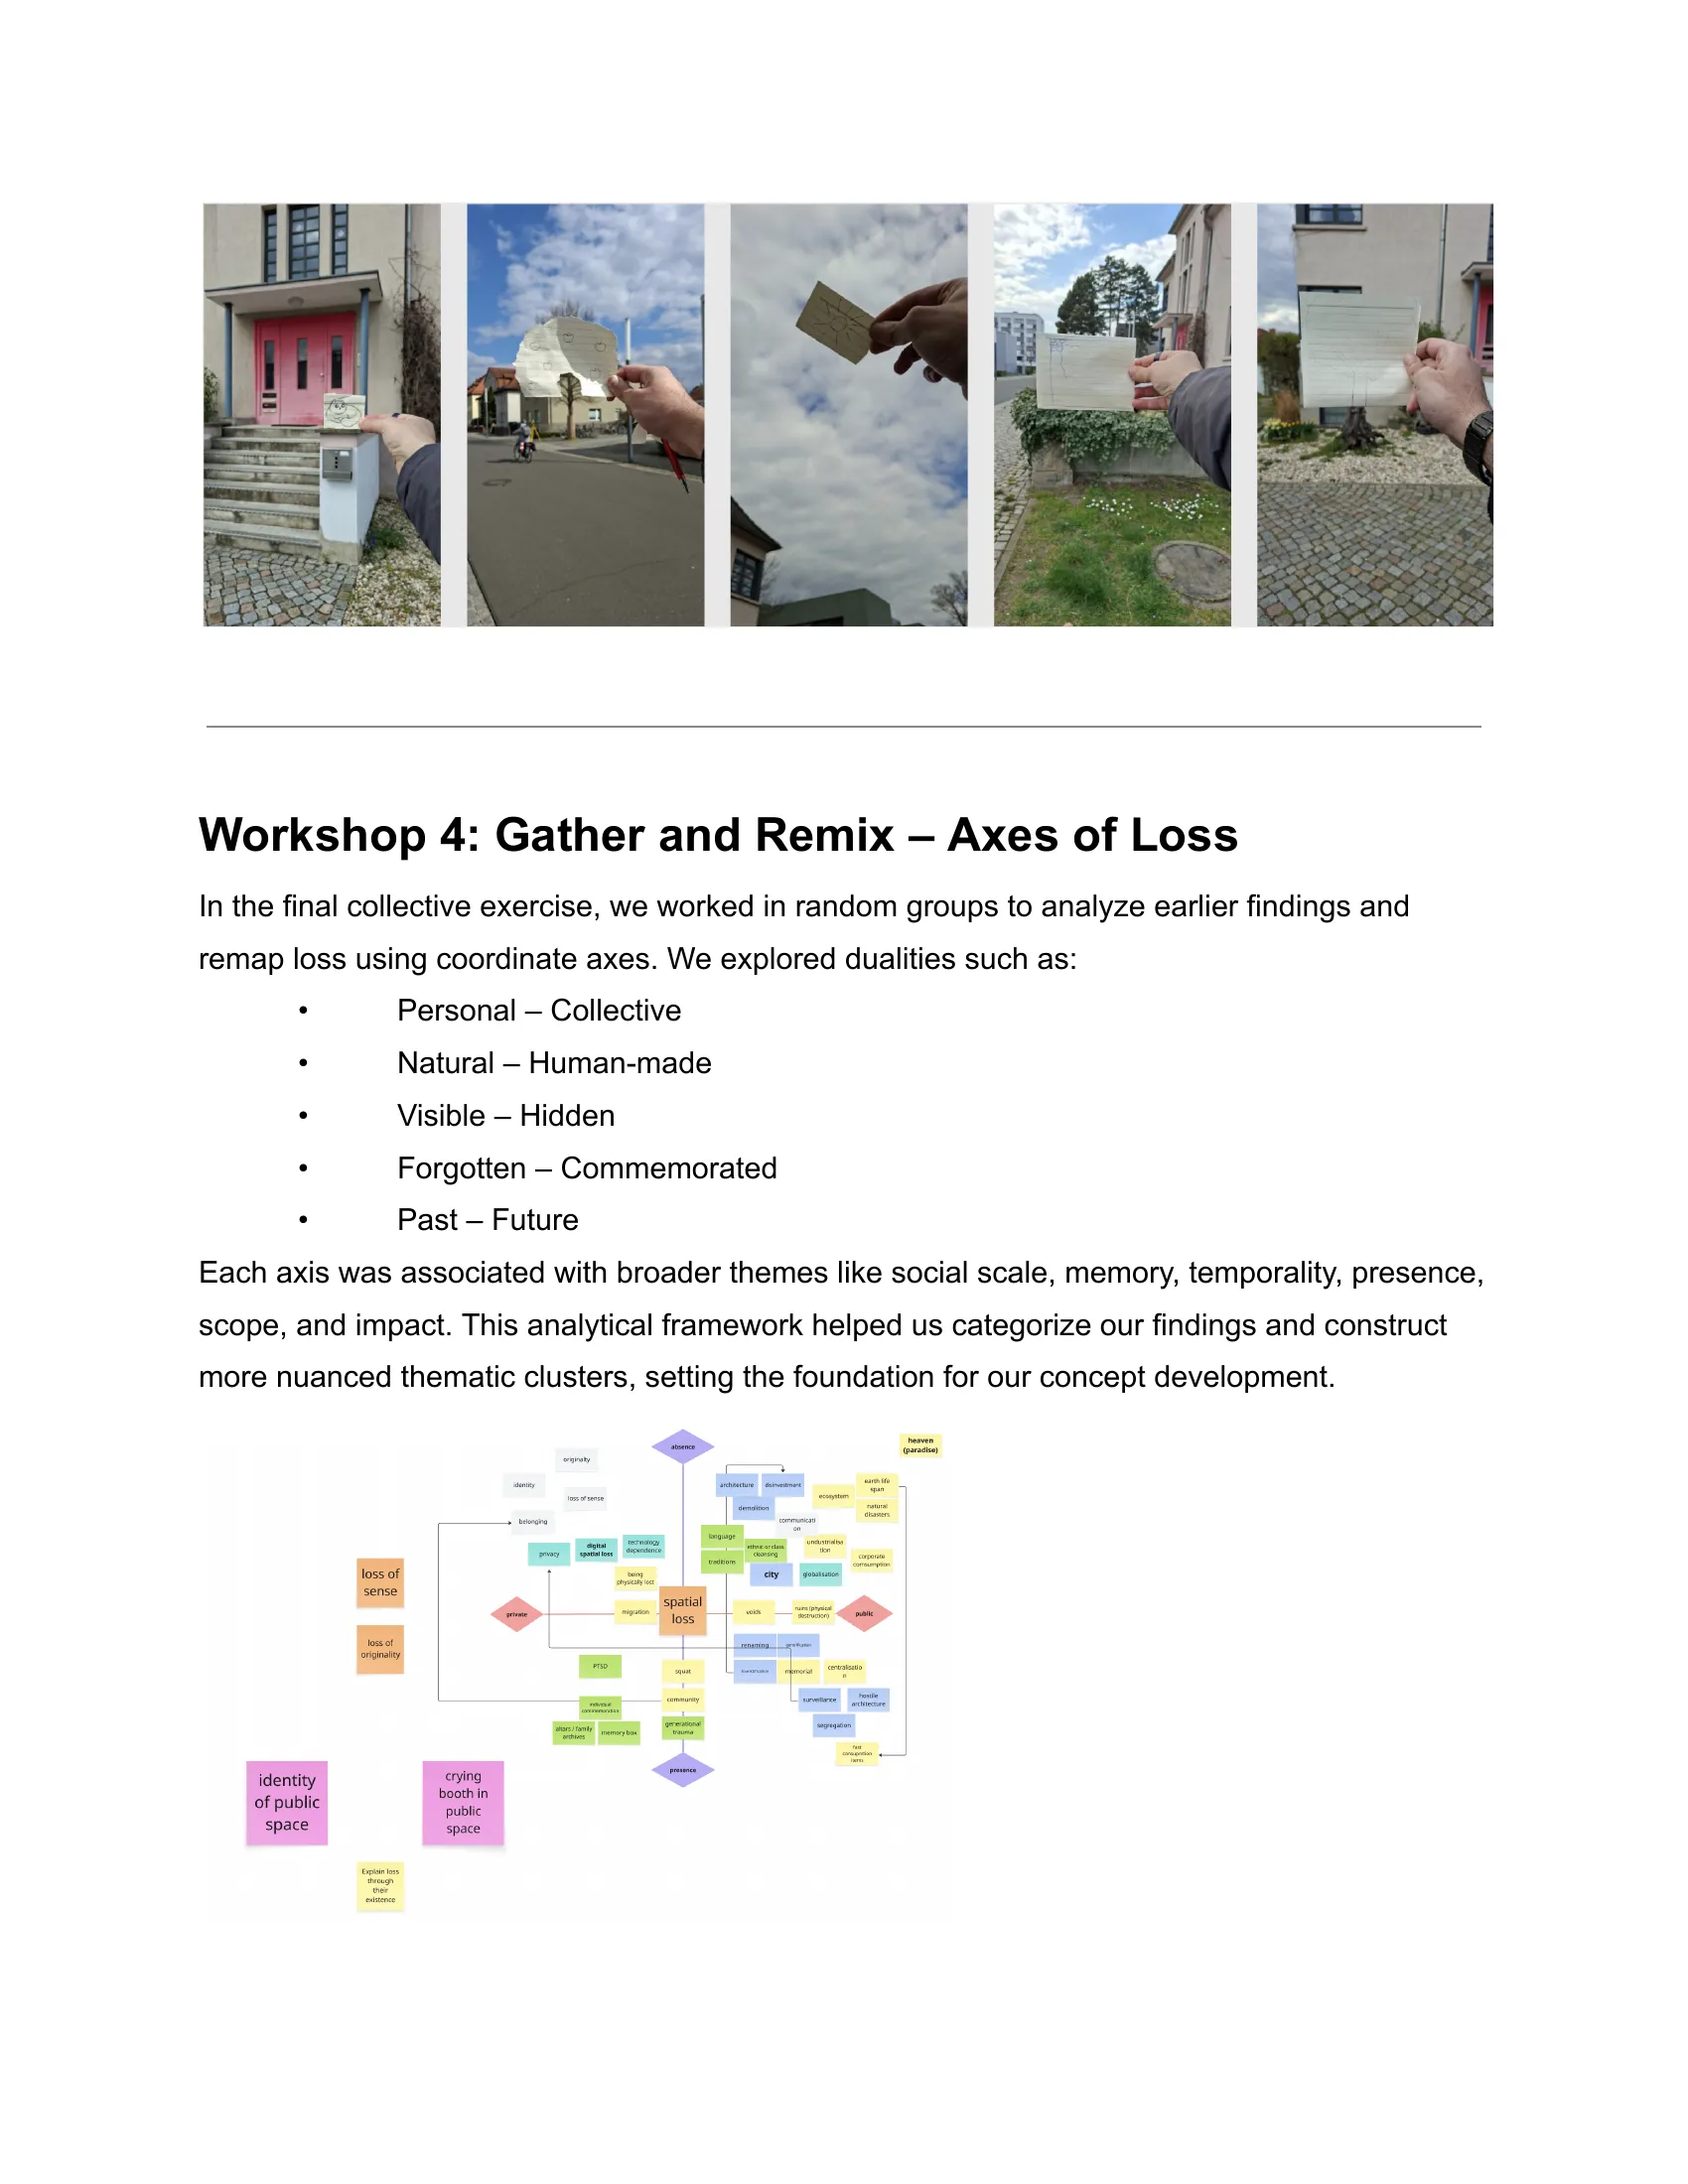 Workshop 4: Gather and Remix – Axes of Loss
In the final collective exercise, we worked in random groups to analyze earlier findings and
remap loss using coordinate axes. We explored dualities such as:
• Personal – Collective
• Natural – Human-made
• Visible – Hidden
• Forgotten – Commemorated
• Past – Future
Each axis was associated with broader themes like social scale, memory, temporality, presence,
scope, and impact. This analytical framework helped us categorize our findings and construct
more nuanced thematic clusters, setting the foundation for our concept development.
absence
heaven
(paradise)
originalty
identity
loss of sense
belonging
architecture
disinvestment
demolition
communicati
on
ecosystem
earth life
span
natural
disasters
privacy
digital
spatial loss
technology
dependence
language
traditions
ethnic or class
cleansing
undustrialisa
tion
corporate
comsumption
city
globalisation
being
physically lost
loss of
sense
private
migration
spatial
loss
voids
ruins (physical
destruction)
public
loss of
originality
renaming
gentrification
memorial
centralisatio
n
PTSD
squat
surveillance
hostile
architecture
individual
commemoration
community
segregation
altars / family
archives
memory box
generational
trauma
fast
consumption
items
presence
identity
of public
space
crying
booth in
public
space
Explain loss
through
their
existence